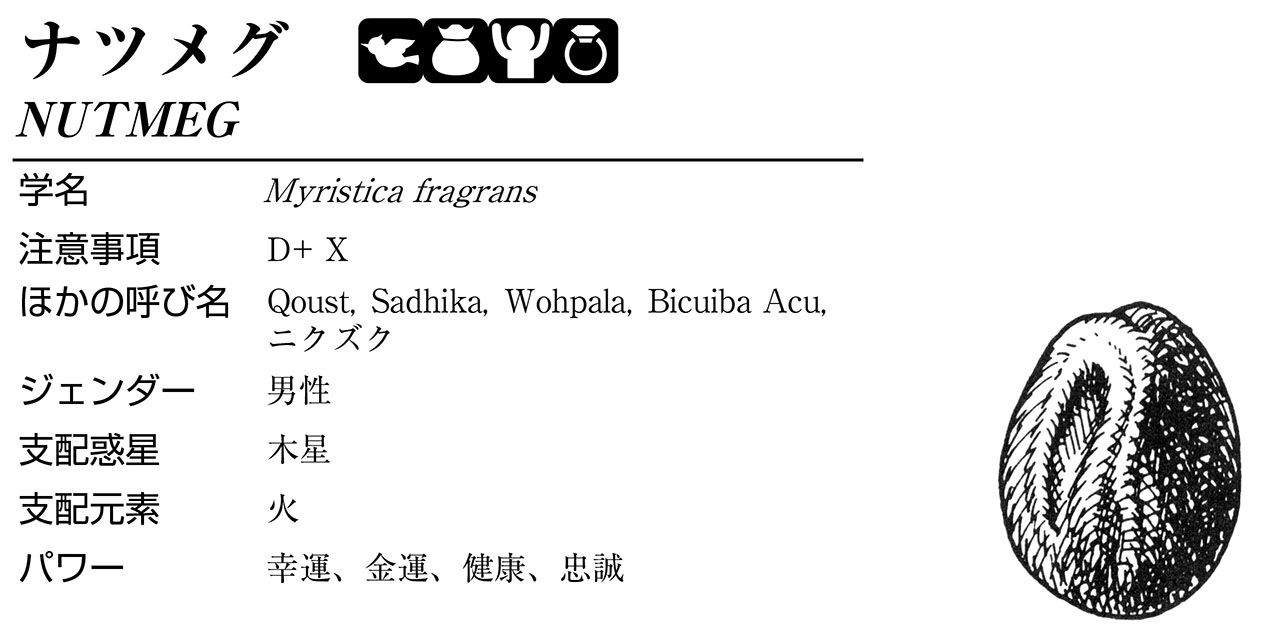 ナツメグ
NUTMEG
学名 Myristica fragrans
注意事項 D+ X
ほかの呼び名 Qoust, Sadhika, Wohpala, Bicuiba Acu,
ニクズク
ジェンダー 男性
支配惑星 木星
支配元素 火
パワー 幸運、金運、健康、忠誠